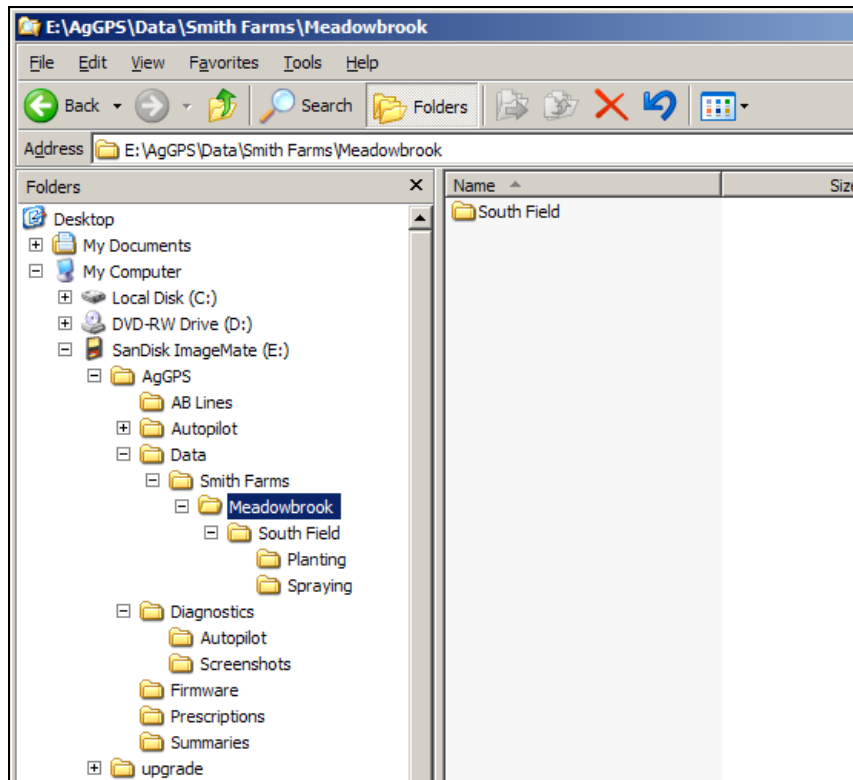 E:\AgGPS\Data\Smith Farms\Meadowbrook
File Edit View Favorites Tools Help
Back Search Folders
Address E:\AgGPS\Data\Smith Farms\Meadowbrook
Folders
Name Size
Desktop
South Field
My Documents
My Computer
Local Disk (C:)
DVD-RW Drive (D:)
SanDisk ImageMate (E:)
AgGPS
AB Lines
Autopilot
Data
Smith Farms
Meadowbrook
South Field
Planting
Spraying
Diagnostics
Autopilot
Screenshots
Firmware
Prescriptions
Summaries
upgrade